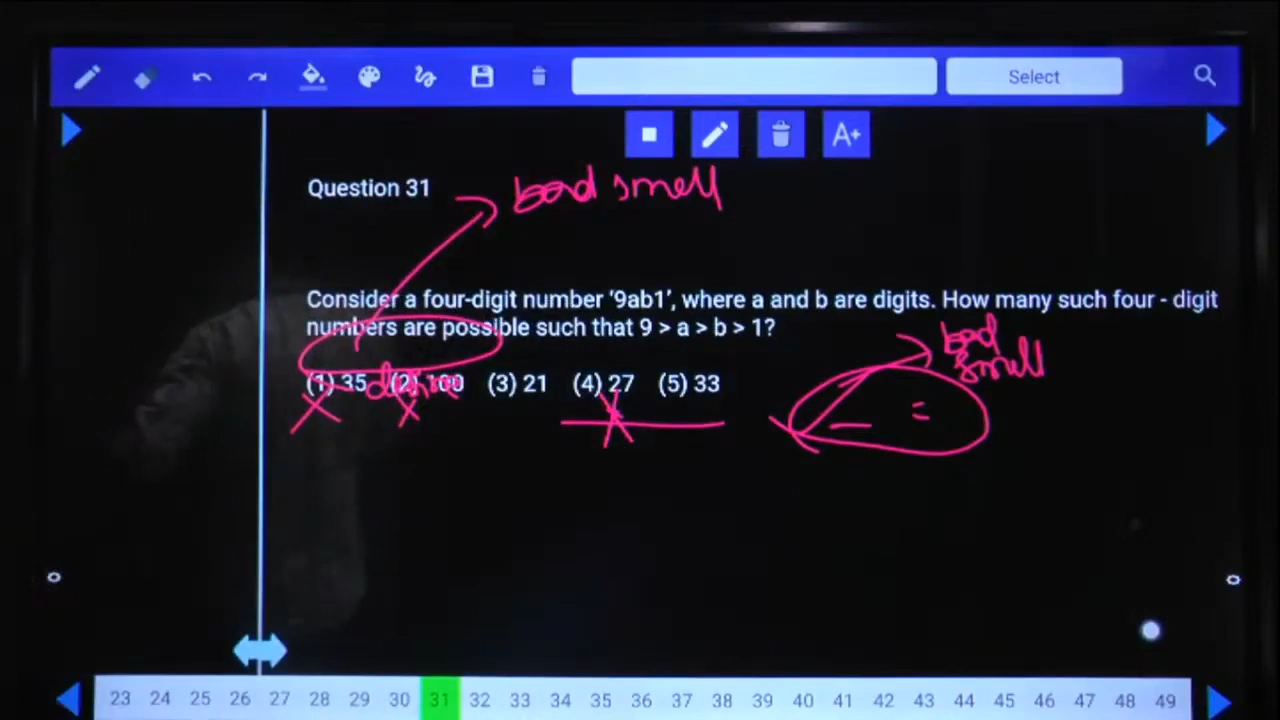 Select
A+
Question 31
bad smell
Consider a four-digit number '9ab1', where a and b are digits. How many such four - digit
numbers are possible such that 9 > a > b > 1?
bad
smell
(1) 35 (2) 100 (3) 21 (4) 27 (5) 33
23 24 25 26 27 28 29 30 31 32 33 34 35 36 37 38 39 40 41 42 43 44 45 46 47 48 49